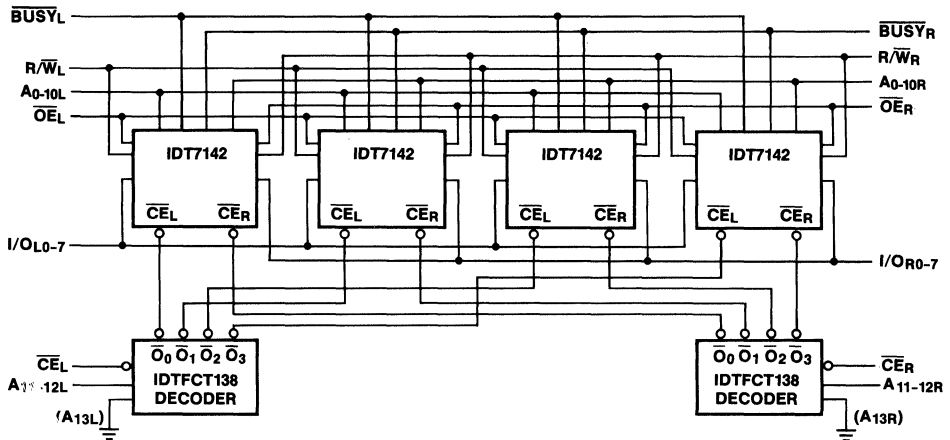 BUSYL
BUSYR
R/WL
R/WR
A0-10L
A0-10R
OEL
OER
IDT7142
IDT7142
IDT7142
IDT7142
CEL CER
CEL CER
CEL CER
CEL CER
I/OL0-7
I/OR0-7
O0 O1 O2 O3
O0 O1 O2 O3
CEL
IDTFCT138
DECODER
IDTFCT138
DECODER
CER
A11-12L
A11-12R
(A13L)
(A13R)